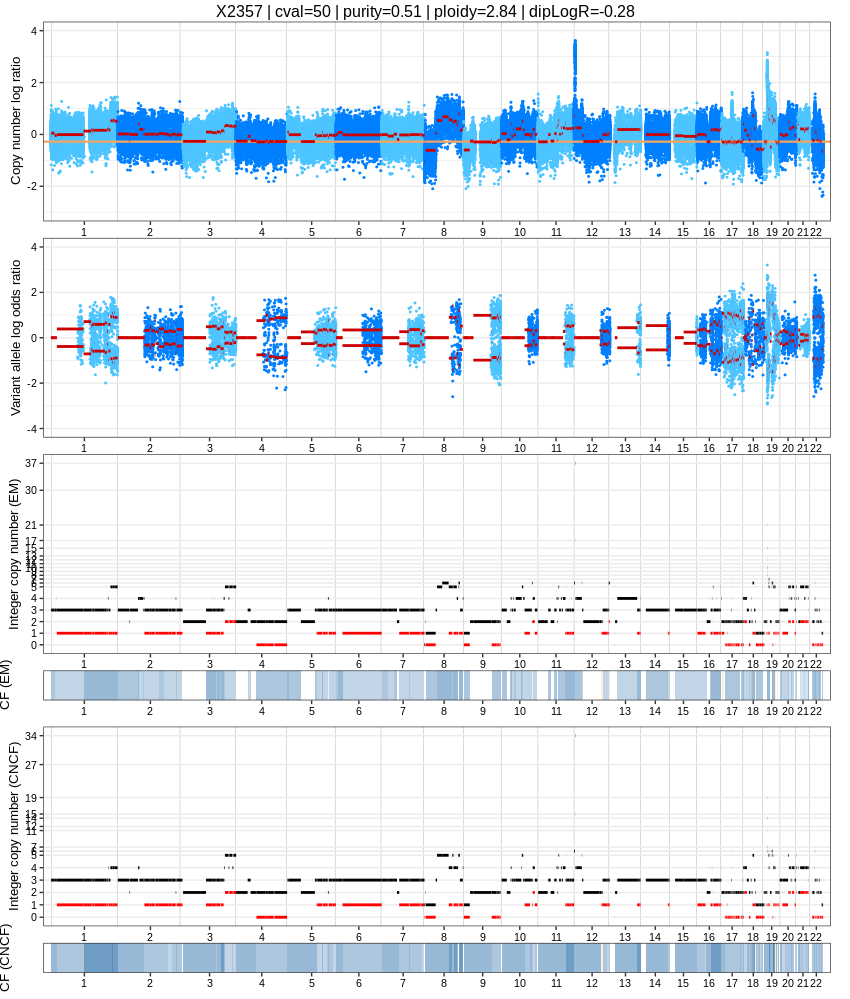 X2357 | cval=50 | purity=0.51 | ploidy=2.84 | dipLogR=-0.28
Copy number log ratio
4
2
0
-2
1 2 3 4 5 6 7 8 9 10 11 12 13 14 15 16 17 18 19 20 21 22
Variant allele log odds ratio
4
2
0
-2
-4
1 2 3 4 5 6 7 8 9 10 11 12 13 14 15 16 17 18 19 20 21 22
Integer copy number (EM)
37
30
21
17
15
4
3
2
1
0
1 2 3 4 5 6 7 8 9 10 11 12 13 14 15 16 17 18 19 20 21 22
CF (EM)
1 2 3 4 5 6 7 8 9 10 11 12 13 14 15 16 17 18 19 20 21 22
Integer copy number (CNCF)
34
27
19
15
11
7
5
4
3
2
1
0
1 2 3 4 5 6 7 8 9 10 11 12 13 14 15 16 17 18 19 20 21 22
CF (CNCF)
1 2 3 4 5 6 7 8 9 10 11 12 13 14 15 16 17 18 19 20 21 22